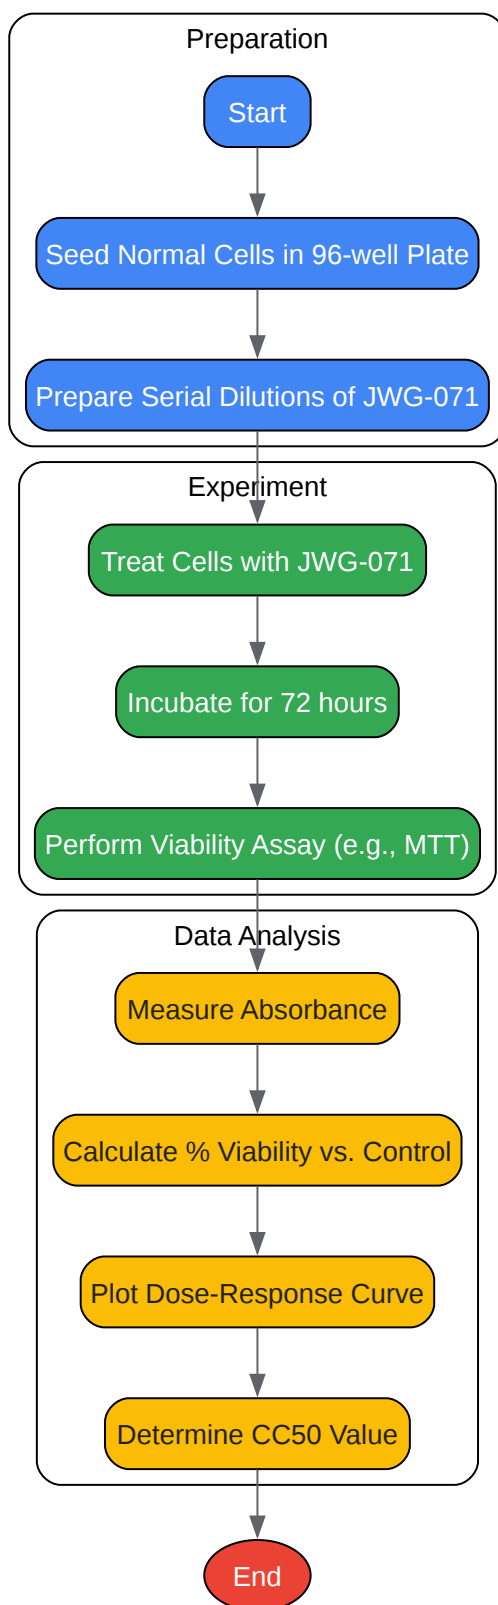 Preparation
Start
Seed Normal Cells in 96-well Plate
Prepare Serial Dilutions of JWG-071
Experiment
Treat Cells with JWG-071
Incubate for 72 hours
Perform Viability Assay (e.g., MTT)
Data Analysis
Measure Absorbance
Calculate % Viability vs. Control
Plot Dose-Response Curve
Determine CC50 Value
End